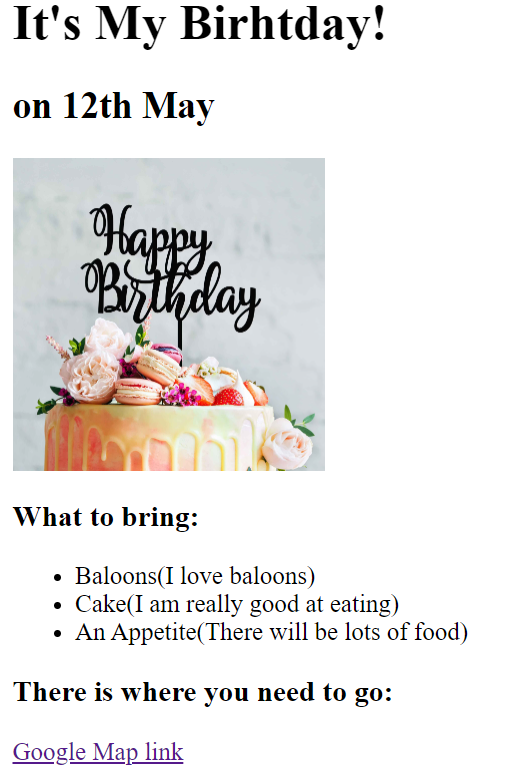 It's My Birhtday!
on 12th May
Happy
Birthday
What to bring:
Baloons(I love baloons)
Cake(I am really good at eating)
An Appetite(There will be lots of food)
There is where you need to go:
Google Map link